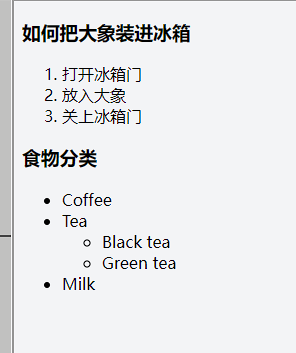 如何把大象装进冰箱
1. 打开冰箱门
2. 放入大象
3. 关上冰箱门
食物分类
• Coffee
• Tea
○ Black tea
○ Green tea
• Milk